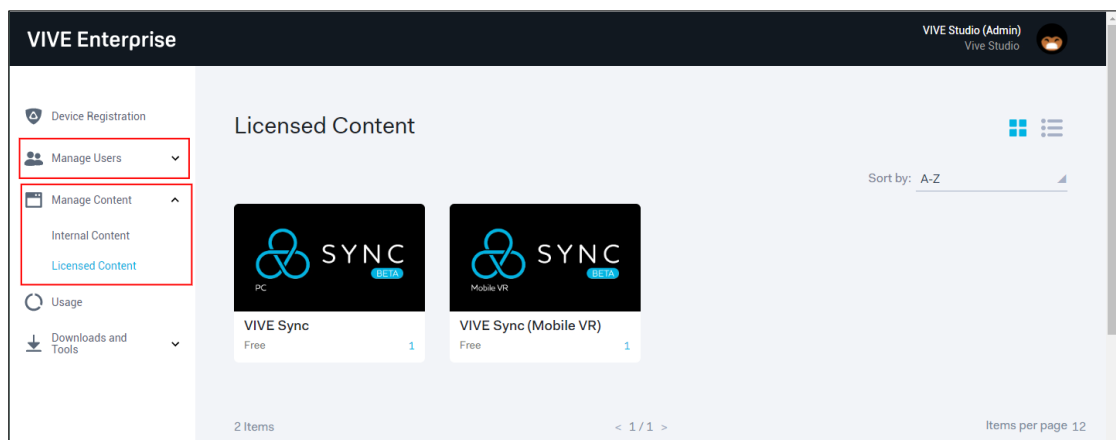 VIVE Enterprise
VIVE Studio (Admin)
Vive Studio
Device Registration
Manage Users
Manage Content
Internal Content
Licensed Content
Usage
Downloads and
Tools
Licensed Content
Sort by: A-Z
SYNC
BETA
PC
VIVE Sync
Free 1
SYNC
BETA
Mobile VR
VIVE Sync (Mobile VR)
Free 1
2 Items
< 1 / 1 >
Items per page 12